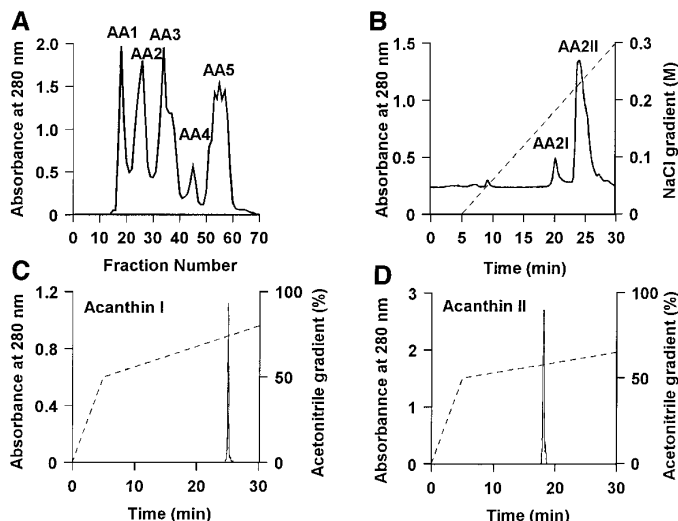 A
AA1
AA2
AA3
AA4
AA5
Absorbance at 280 nm
2.0
1.5
1.0
0.5
0
0 10 20 30 40 50 60 70
Fraction Number
B
AA2I
AA2II
Absorbance at 280 nm
1.5
1.0
0.5
0
NaCl gradient (M)
0.3
0.2
0.1
0
0 5 10 15 20 25 30
Time (min)
C
Acanthin I
Absorbance at 280 nm
1.2
0.8
0.4
0
Acetonitrile gradient (%)
100
50
0
0 10 20 30
Time (min)
D
Acanthin II
Absorbance at 280 nm
3
2
1
0
Acetonitrile gradient (%)
100
50
0
0 10 20 30
Time (min)